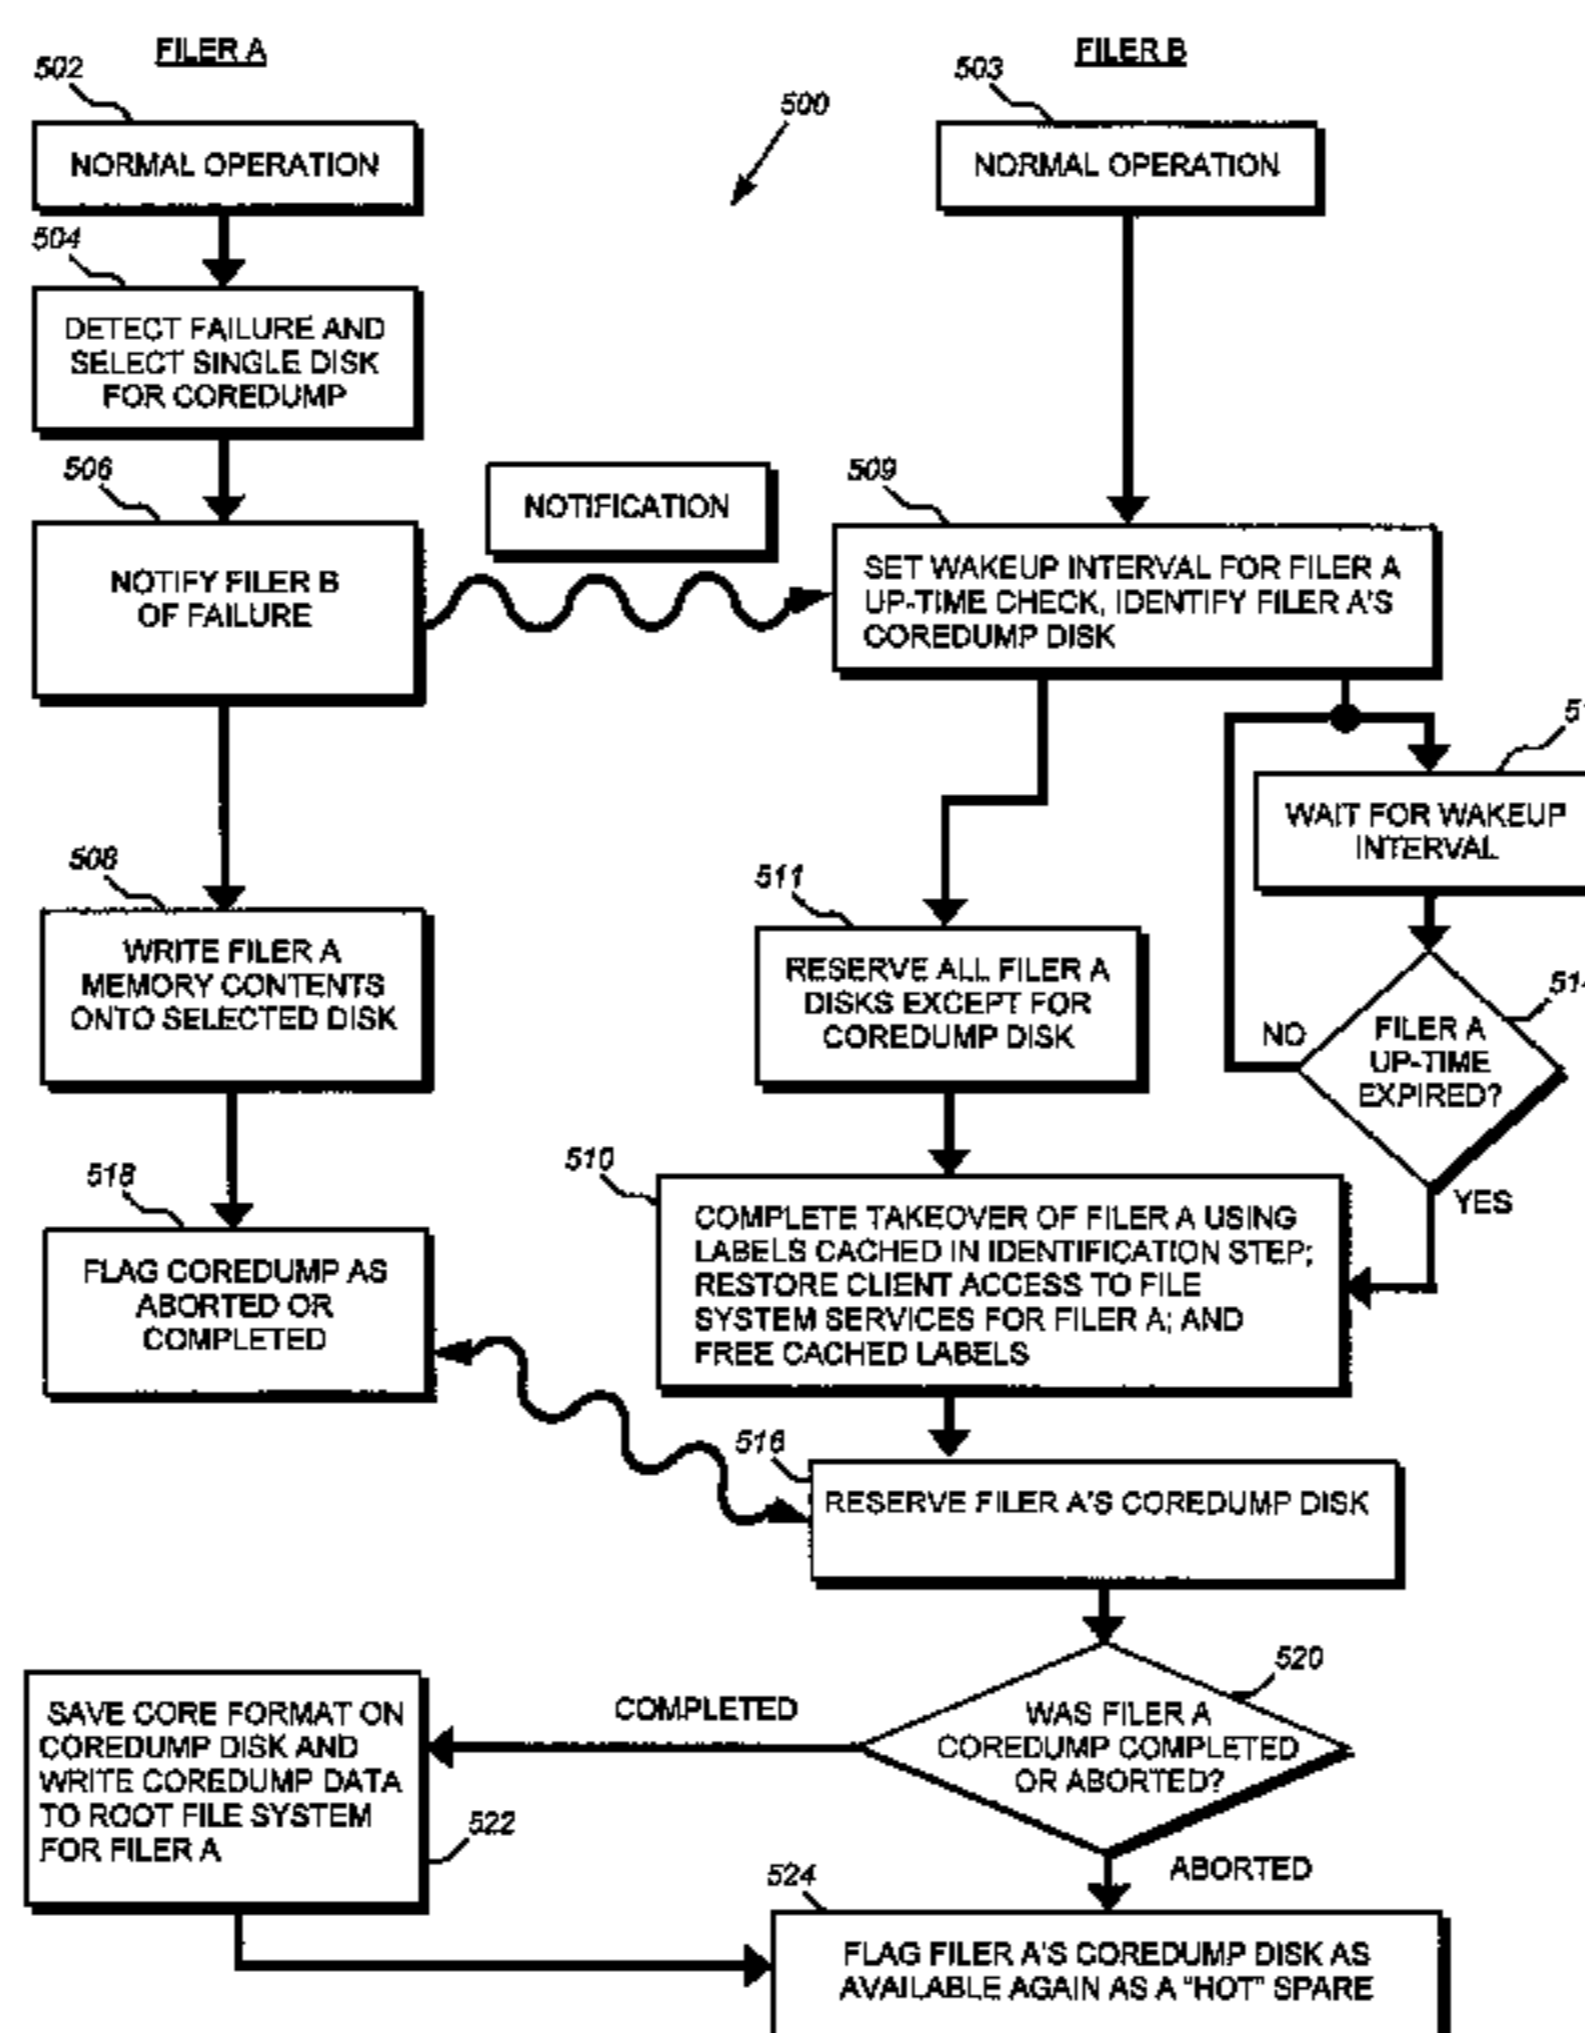 FILER A
FILER B
502
503
500
NORMAL OPERATION
NORMAL OPERATION
504
DETECT FAILURE AND
SELECT SINGLE DISK
FOR COREDUMP
506
NOTIFICATION
509
NOTIFY FILER B
OF FAILURE
SET WAKEUP INTERVAL FOR FILER A
UP-TIME CHECK, IDENTIFY FILER A'S
COREDUMP DISK
WAIT FOR WAKEUP
INTERVAL
508
511
WRITE FILER A
MEMORY CONTENTS
ONTO SELECTED DISK
RESERVE ALL FILER A
DISKS EXCEPT FOR
COREDUMP DISK
514
NO
FILER A
UP-TIME
EXPIRED?
YES
518
510
FLAG COREDUMP AS
ABORTED OR
COMPLETED
COMPLETE TAKEOVER OF FILER A USING
LABELS CACHED IN IDENTIFICATION STEP;
RESTORE CLIENT ACCESS TO FILE
SYSTEM SERVICES FOR FILER A; AND
FREE CACHED LABELS
516
RESERVE FILER A'S COREDUMP DISK
520
COMPLETED
WAS FILER A
COREDUMP COMPLETED
OR ABORTED?
SAVE CORE FORMAT ON
COREDUMP DISK AND
WRITE COREDUMP DATA
TO ROOT FILE SYSTEM
FOR FILER A
522
ABORTED
524
FLAG FILER A'S COREDUMP DISK AS
AVAILABLE AGAIN AS A "HOT" SPARE